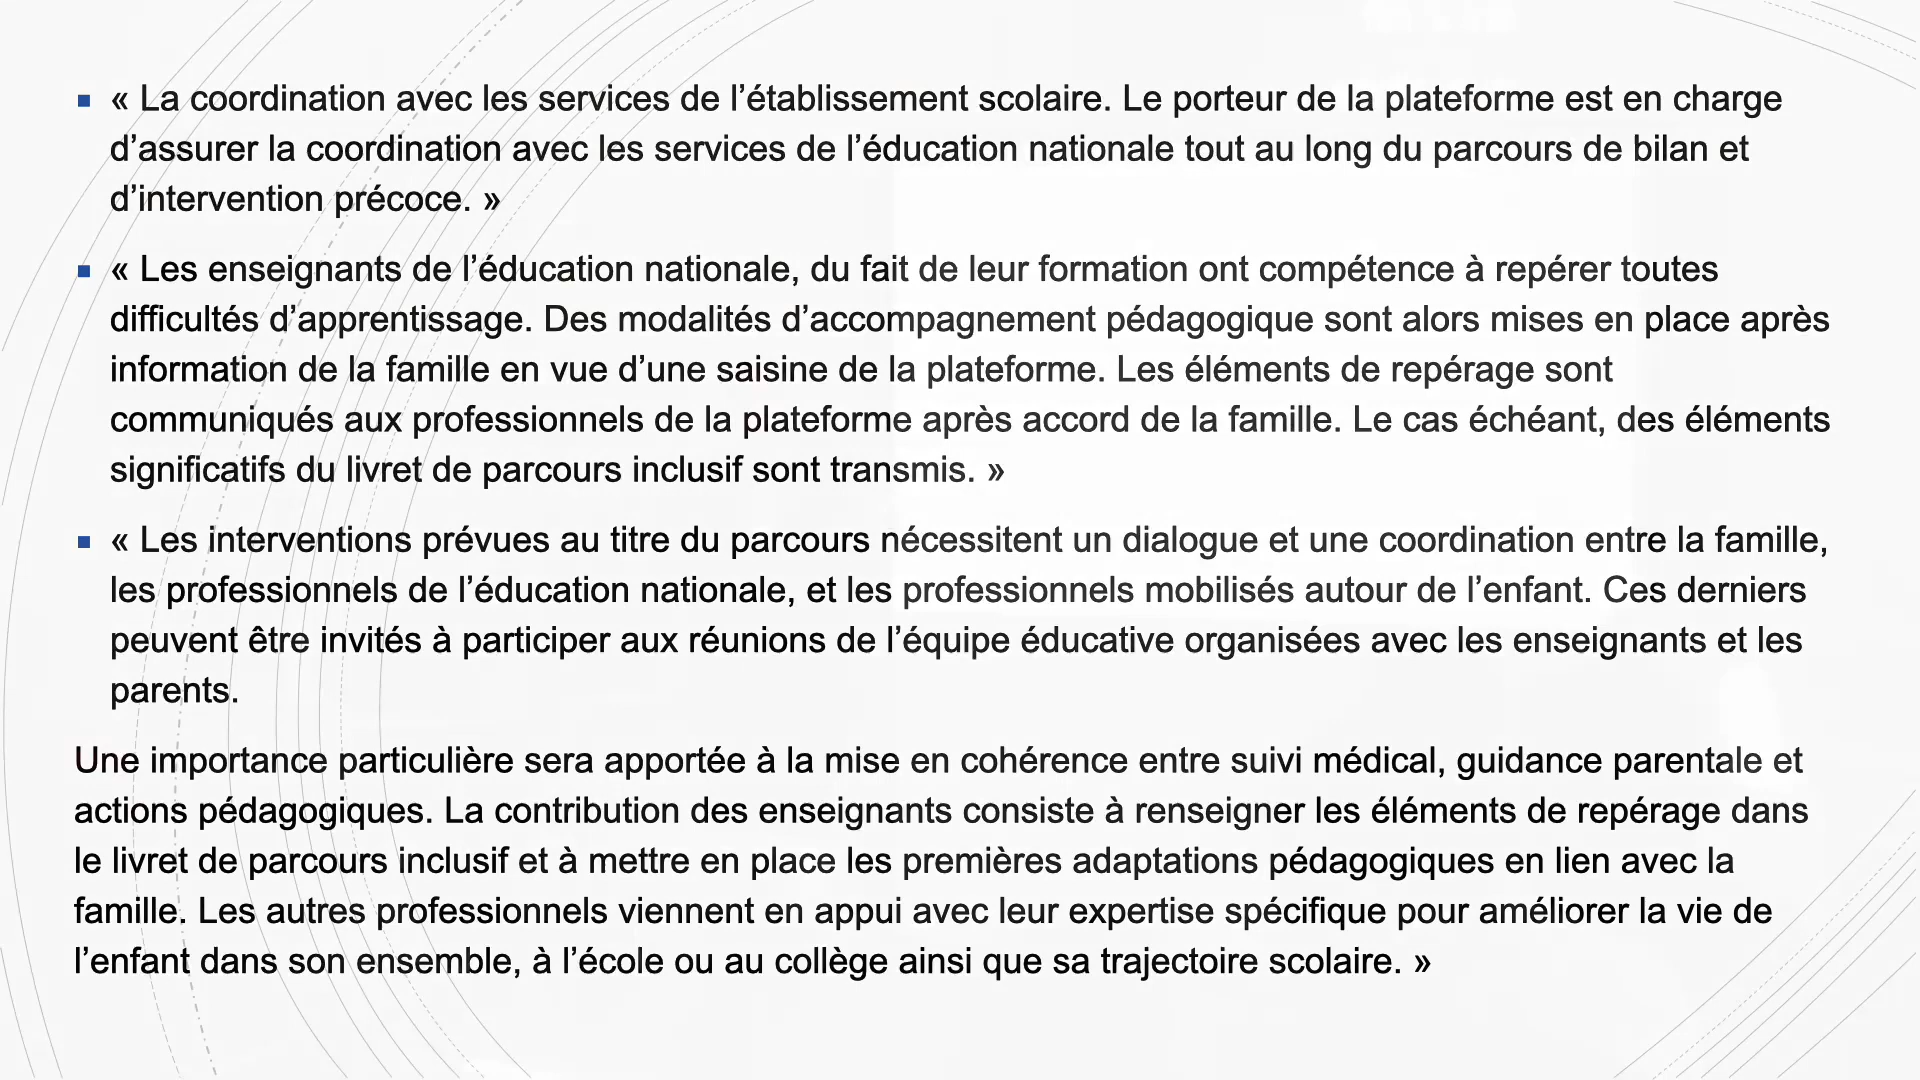 « La coordination avec les services de l’établissement scolaire. Le porteur de la plateforme est en charge
d’assurer la coordination avec les services de l’éducation nationale tout au long du parcours de bilan et
d’intervention précoce. »
« Les enseignants de l’éducation nationale, du fait de leur formation ont compétence à repérer toutes
difficultés d’apprentissage. Des modalités d’accompagnement pédagogique sont alors mises en place après
information de la famille en vue d’une saisine de la plateforme. Les éléments de repérage sont
communiqués aux professionnels de la plateforme après accord de la famille. Le cas échéant, des éléments
significatifs du livret de parcours inclusif sont transmis. »
« Les interventions prévues au titre du parcours nécessitent un dialogue et une coordination entre la famille,
les professionnels de l’éducation nationale, et les professionnels mobilisés autour de l’enfant. Ces derniers
peuvent être invités à participer aux réunions de l’équipe éducative organisées avec les enseignants et les
parents.
Une importance particulière sera apportée à la mise en cohérence entre suivi médical, guidance parentale et
actions pédagogiques. La contribution des enseignants consiste à renseigner les éléments de repérage dans
le livret de parcours inclusif et à mettre en place les premières adaptations pédagogiques en lien avec la
famille. Les autres professionnels viennent en appui avec leur expertise spécifique pour améliorer la vie de
l’enfant dans son ensemble, à l’école ou au collège ainsi que sa trajectoire scolaire. »